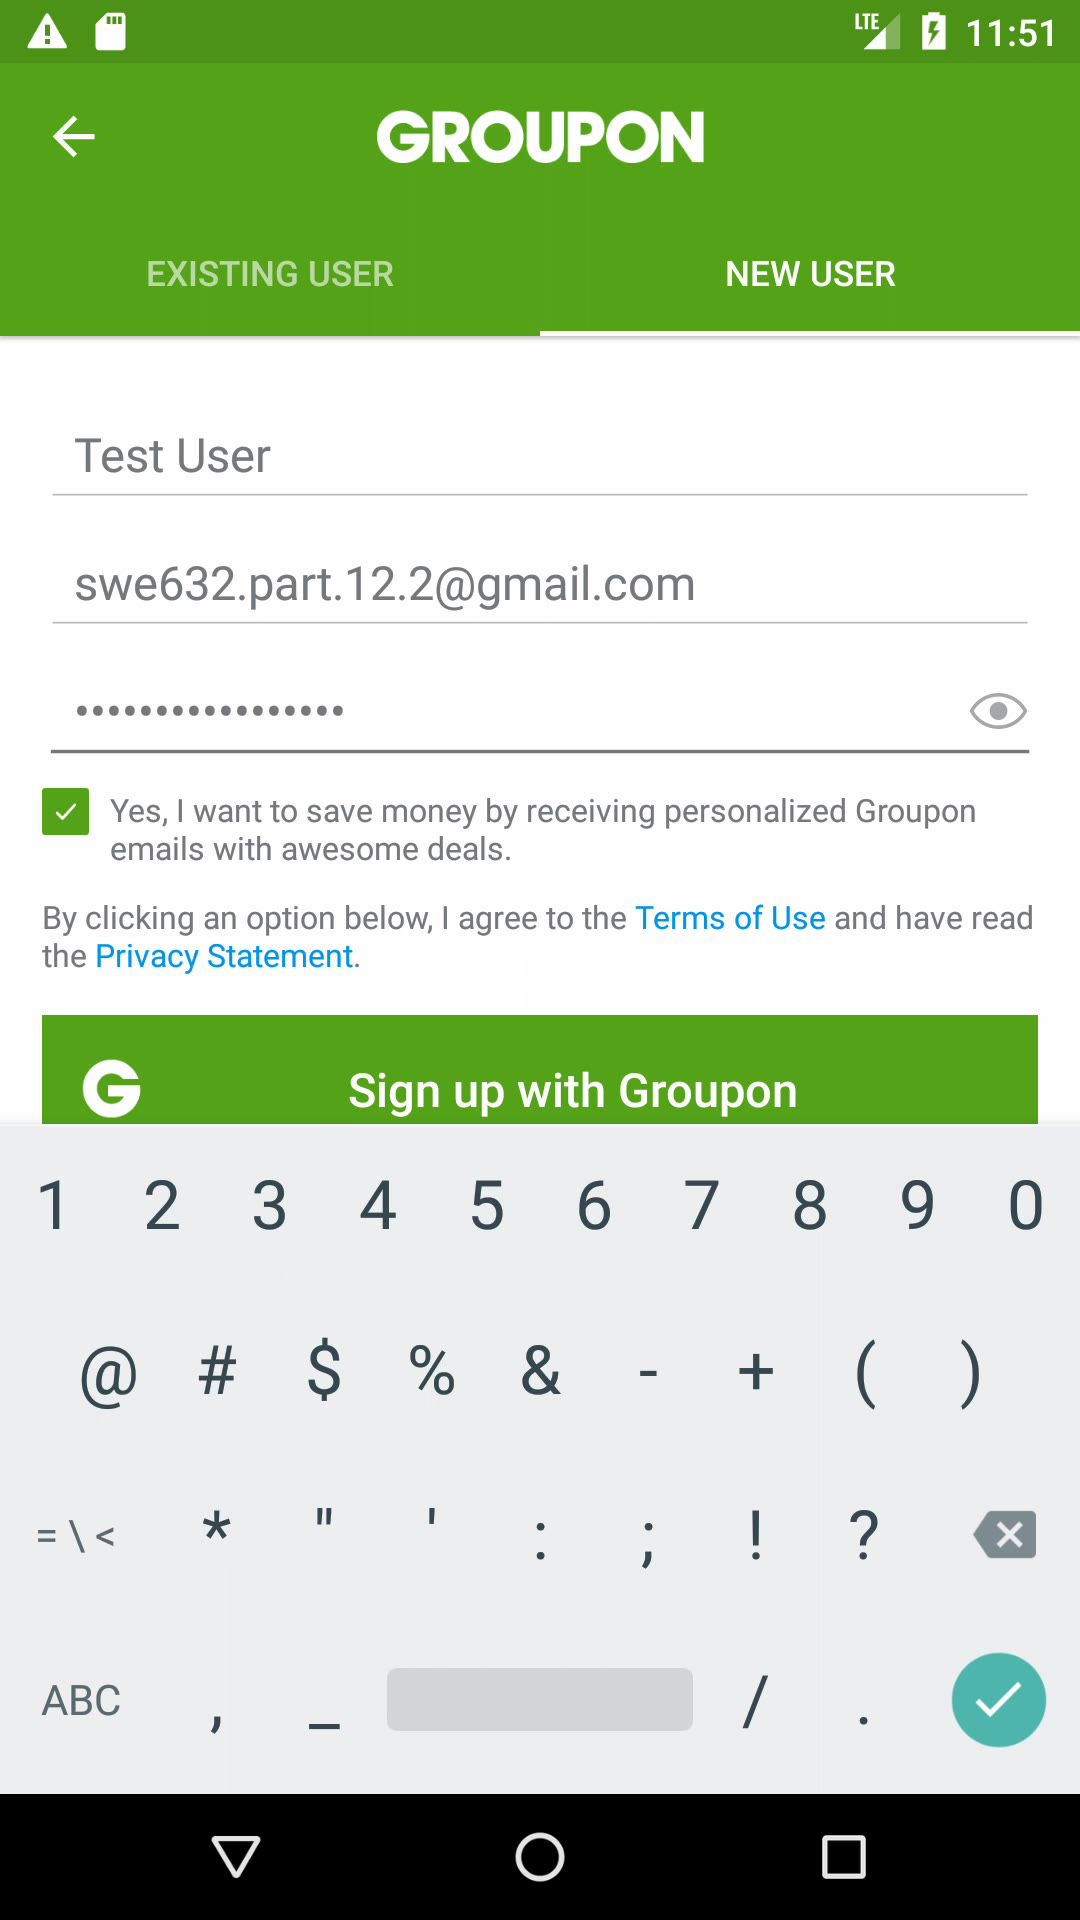 LTE 11:51
GROUPON
EXISTING USER NEW USER
Test User
swe632.part.12.2@gmail.com
•••••••••••••••••
Yes, I want to save money by receiving personalized Groupon
emails with awesome deals.
By clicking an option below, I agree to the Terms of Use and have read
the Privacy Statement.
G Sign up with Groupon
1 2 3 4 5 6 7 8 9 0
@ # $ % & - + ( )
= \ < * " ' : ; ! ?
ABC , _ / .